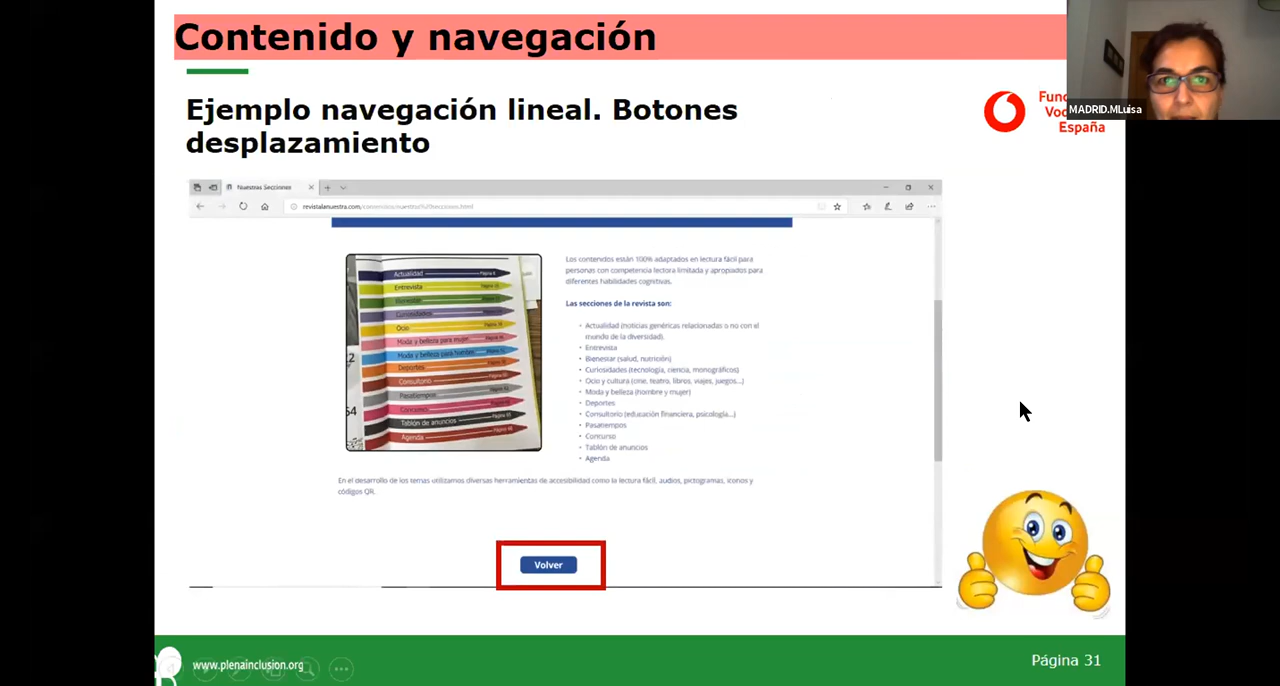 Contenido y navegación
MADRID.MLuisa
Ejemplo navegación lineal. Botones
desplazamiento
España
Nuestras Secciones
revistalanuestra.com
Actualidad
Entrevista
Bienestar
Curiosidades
Ocio
Moda y belleza para mujer
Moda y belleza para hombre
Deportes
Consultorio
Pasatiempos
Concurso
Tablón de anuncios
Agenda
Los contenidos están 100% adaptados en lectura fácil para
personas con competencia lectora limitada y apropiados para
diferentes habilidades cognitivas.
Las secciones de la revista son:
• Actualidad (noticias genéricas relacionadas o no con el
mundo de la diversidad).
• Entrevista
• Bienestar (salud, nutrición)
• Curiosidades (tecnología, ciencia, monográficos)
• Ocio y cultura (cine, teatro, libros, viajes, juegos...)
• Moda y belleza (hombre y mujer)
• Deportes
• Consultorio (educación financiera, psicología...)
• Pasatiempos
• Concurso
• Tablón de anuncios
• Agenda
En el desarrollo de los temas utilizamos diversas herramientas de accesibilidad como la lectura fácil, audios, pictogramas, iconos y
códigos QR.
Volver
www.plenainclusion.org
Página 31